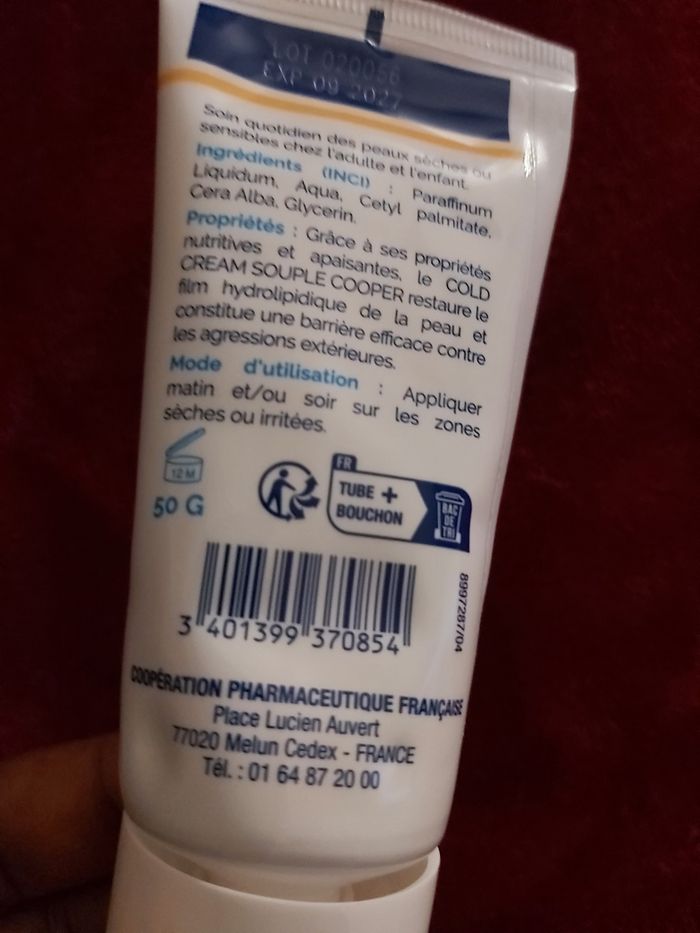 LOT 020056
EXP 09 2027
Soin quotidien des peaux sèches ou
sensibles chez l'adulte et l'enfant.
Ingrédients (INCI) : Paraffinum
Liquidum, Aqua, Cetyl palmitate,
Cera Alba, Glycerin.
Propriétés : Grâce à ses propriétés
nutritives et apaisantes, le COLD
CREAM SOUPLE COOPER restaure le
film hydrolipidique de la peau et
constitue une barrière efficace contre
les agressions extérieures.
Mode d'utilisation : Appliquer
matin et/ou soir sur les zones
sèches ou irritées.
12 M
50 G
FR
TUBE +
BOUCHON
BAC
DE
TRI
8997287/04
3 401399 370854
COOPÉRATION PHARMACEUTIQUE FRANÇAISE
Place Lucien Auvert
77020 Melun Cedex - FRANCE
Tél. : 01 64 87 20 00